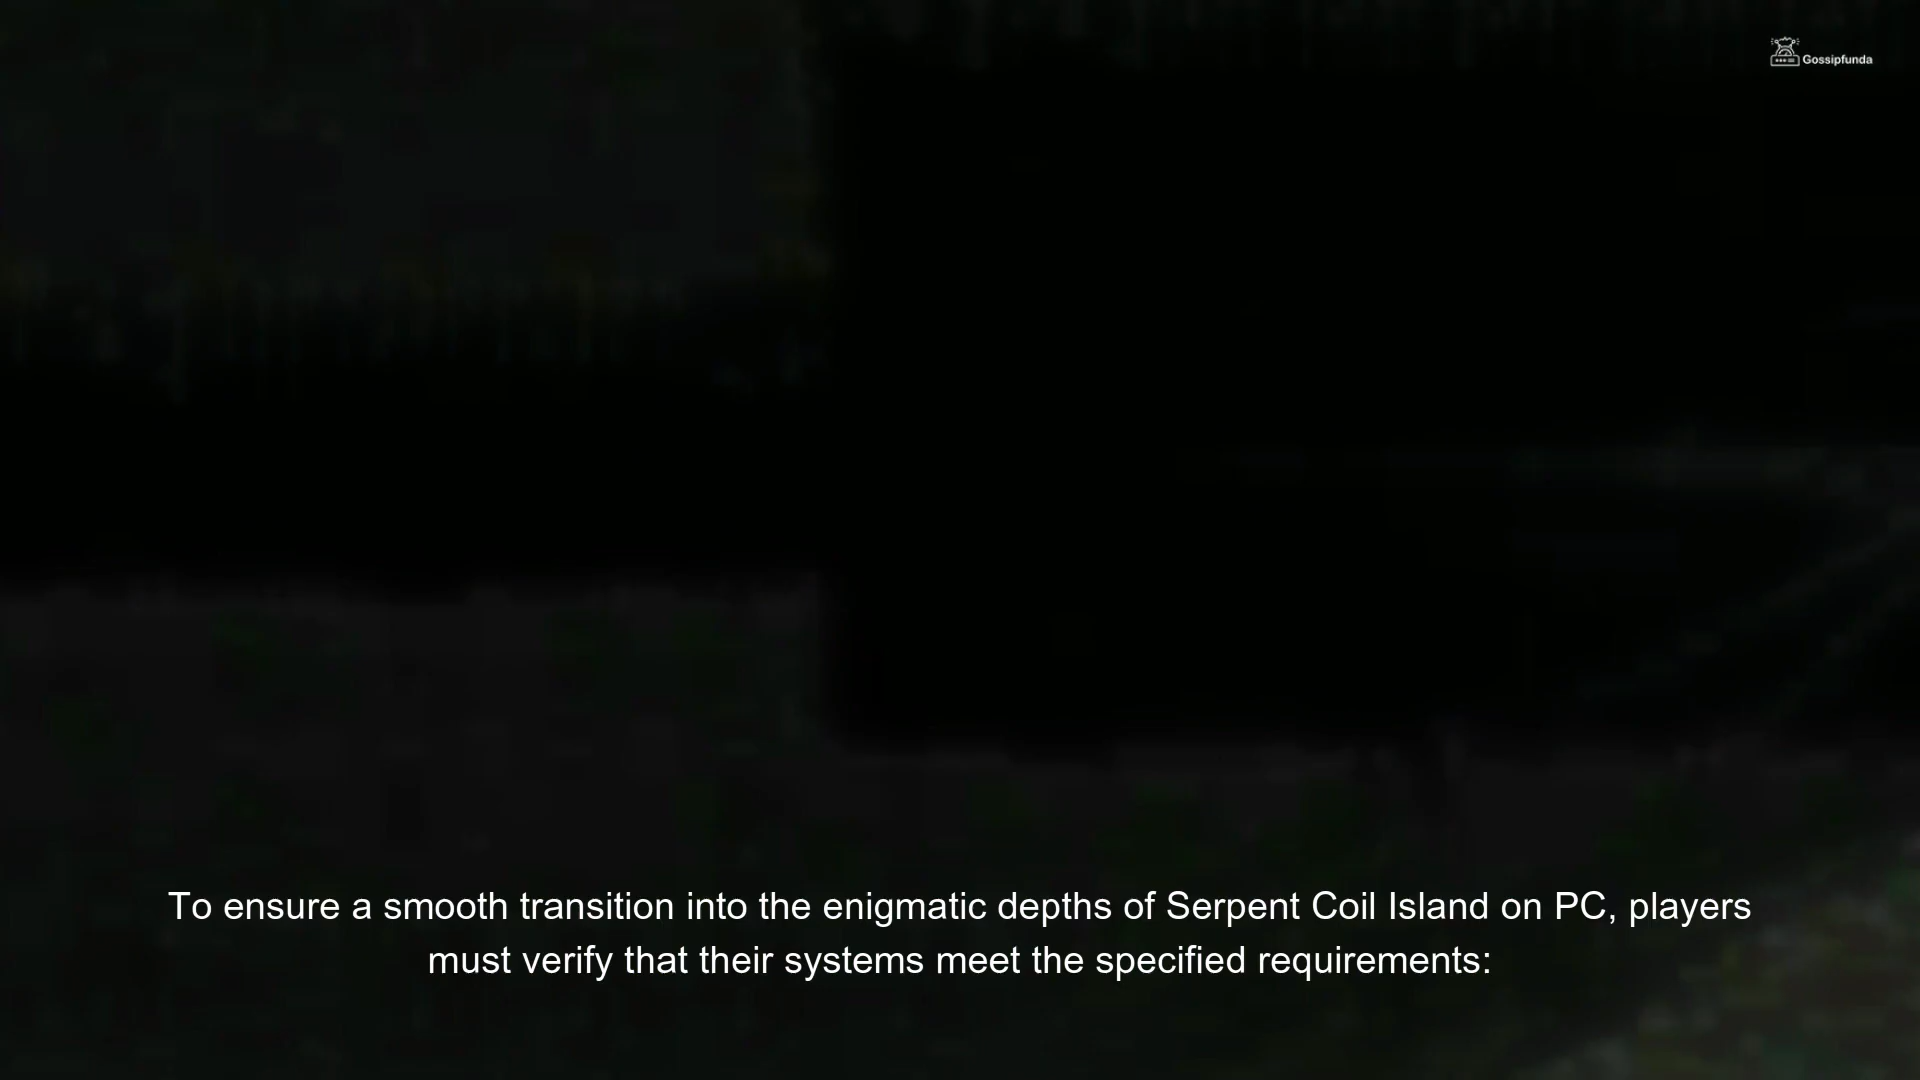 Gossipfunda
To ensure a smooth transition into the enigmatic depths of Serpent Coil Island on PC, players
must verify that their systems meet the specified requirements: